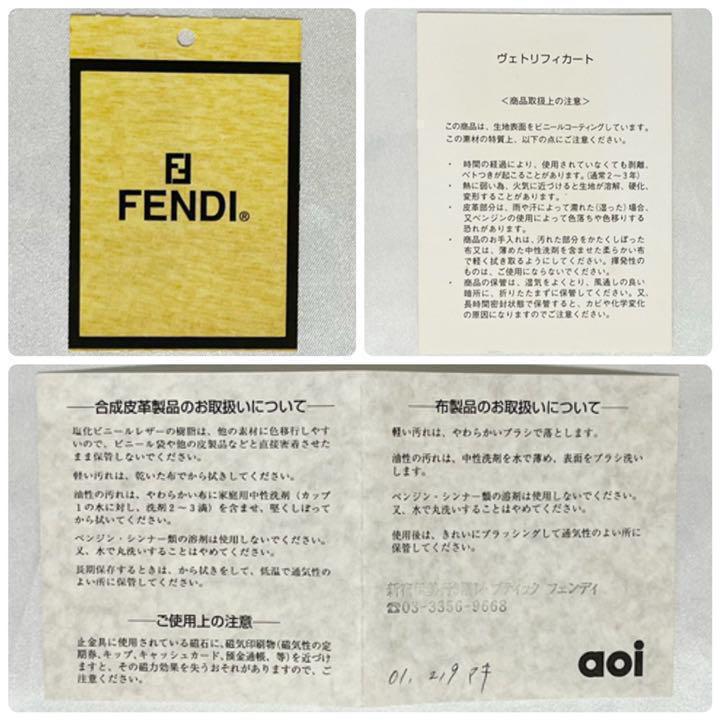 FENDI®
ヴェトリフィカート
＜商品取扱上の注意＞
この商品は、生地表面をビニールコーティングしています。
この素材の特質上、以下の点にご注意ください。
・ 時間の経過により、使用されていなくても剥離、
ベトつきが起こることがあります。(通常2～3年)
・ 熱に弱い為、火気に近づけると生地が溶解、硬化、
変形することがあります。
・ 皮革部分は、雨や汗によって濡れた(湿った)場合、
又ベンジンの使用によって色落ちや色移りする
恐れがあります。
・ 商品のお手入れは、汚れた部分をかたくしぼった
布又は、薄めた中性洗剤を含ませた柔らかい布
で軽く拭き取るようにしてください。揮発性の
ものは、ご使用にならないでください。
・ 商品の保管は、湿気をよくとり、風通しの良い
暗所に、折りたたまずに保管してください。又、
長時間密封状態で保管すると、カビや化学変化
の原因になりますのでご注意ください。
合成皮革製品のお取扱いについて
塩化ビニールレザーの樹脂は、他の素材に色移行しやす
いので、ビニール袋や他の皮製品などと直接密着させた
まま保管しないでください。
軽い汚れは、乾いた布でから拭きしてください。
油性の汚れは、やわらかい布に家庭用中性洗剤（カップ
1の水に対し、洗剤2～3滴）を含ませ、堅くしぼって
から拭いてください。
ベンジン・シンナー類の溶剤は使用しないでください。
又、水で丸洗いすることはやめてください。
長期保存するときは、から拭きをして、低温で通気性の
よい所に保管してください。
ご使用上の注意
止金具に使用されている磁石に、磁気印刷物(磁気性の定
期券、キップ、キャッシュカード、預金通帳、等)を近づけ
ますと、その磁力効果を失うおそれがありますので、ご
注意ください。
布製品のお取扱いについて
軽い汚れは、やわらかいブラシで落とします。
油性の汚れは、中性洗剤を水で薄め、表面をブラシ洗い
します。
ベンジン・シンナー類の溶剤は使用しないでください。
又、水で丸洗いすることはやめてください。
使用後は、きれいにブラッシングして通気性のよい所に
保管してください。
ブティック フェンディ
☎03-3356-9668
01. 2.9
aoi